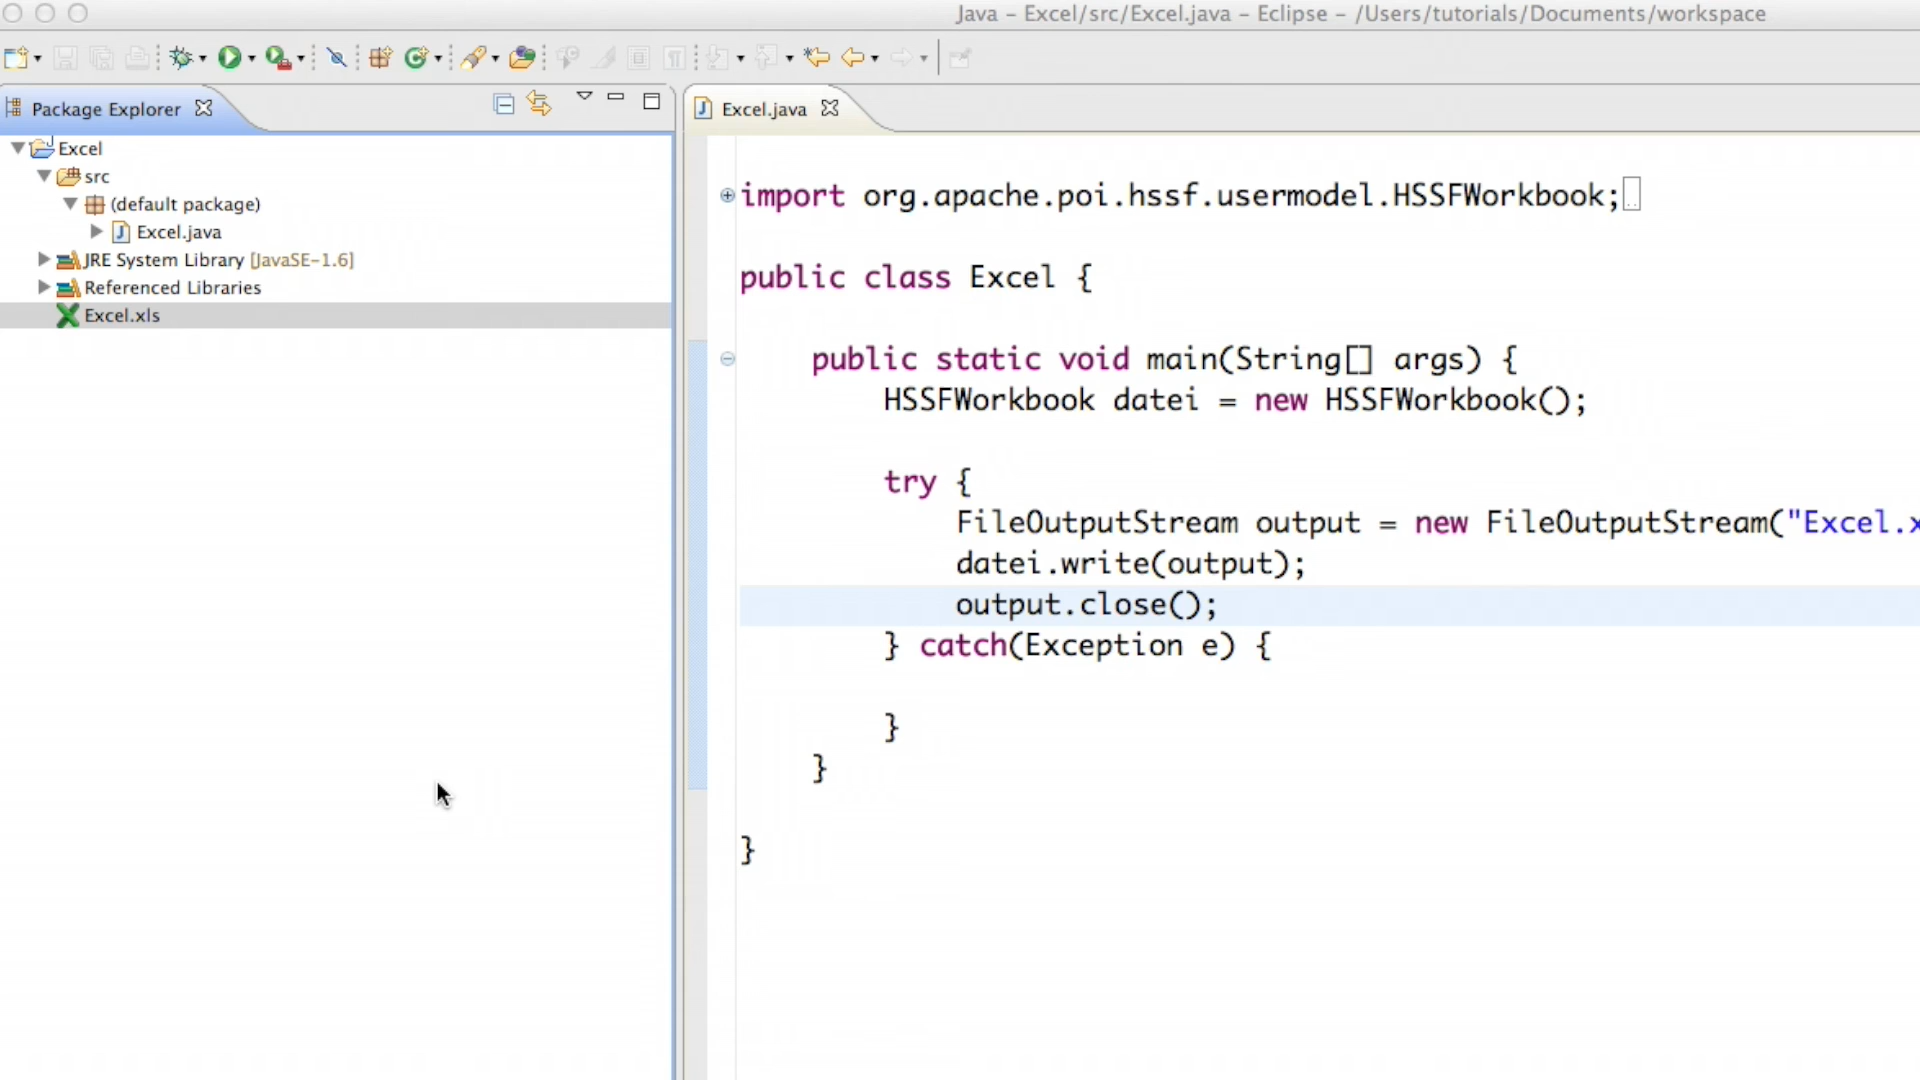 Java – Excel/src/Excel.java – Eclipse – /Users/tutorials/Documents/workspace
Package Explorer
Excel
src
(default package)
Excel.java
JRE System Library [JavaSE-1.6]
Referenced Libraries
Excel.xls
Excel.java
import org.apache.poi.hssf.usermodel.HSSFWorkbook;
public class Excel {
public static void main(String[] args) {
HSSFWorkbook datei = new HSSFWorkbook();
try {
FileOutputStream output = new FileOutputStream("Excel.x
datei.write(output);
output.close();
} catch(Exception e) {
}
}
}